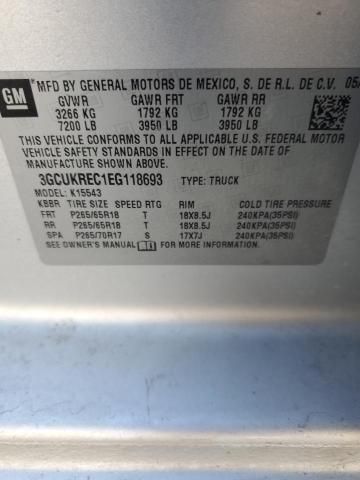 GM
MFD BY GENERAL MOTORS DE MEXICO, S. DE R.L. DE C.V. 05/
GVWR GAWR FRT GAWR RR
3266 KG 1792 KG 1792 KG
7200 LB 3950 LB 3950 LB
THIS VEHICLE CONFORMS TO ALL APPLICABLE U.S. FEDERAL MOTOR
VEHICLE SAFETY STANDARDS IN EFFECT ON THE DATE OF
MANUFACTURE SHOWN ABOVE.
3GCUKREC1EG118693 TYPE: TRUCK
MODEL: K15543
KBBR TIRE SIZE SPEED RTG RIM COLD TIRE PRESSURE
FRT P265/65R18 T 18X8.5J 240KPA(35PSI)
RR P265/65R18 T 18X8.5J 240KPA(35PSI)
SPA P265/70R17 S 17X7J 240KPA(35PSI)
SEE OWNER'S MANUAL FOR ADDITIONAL INFORMATION.